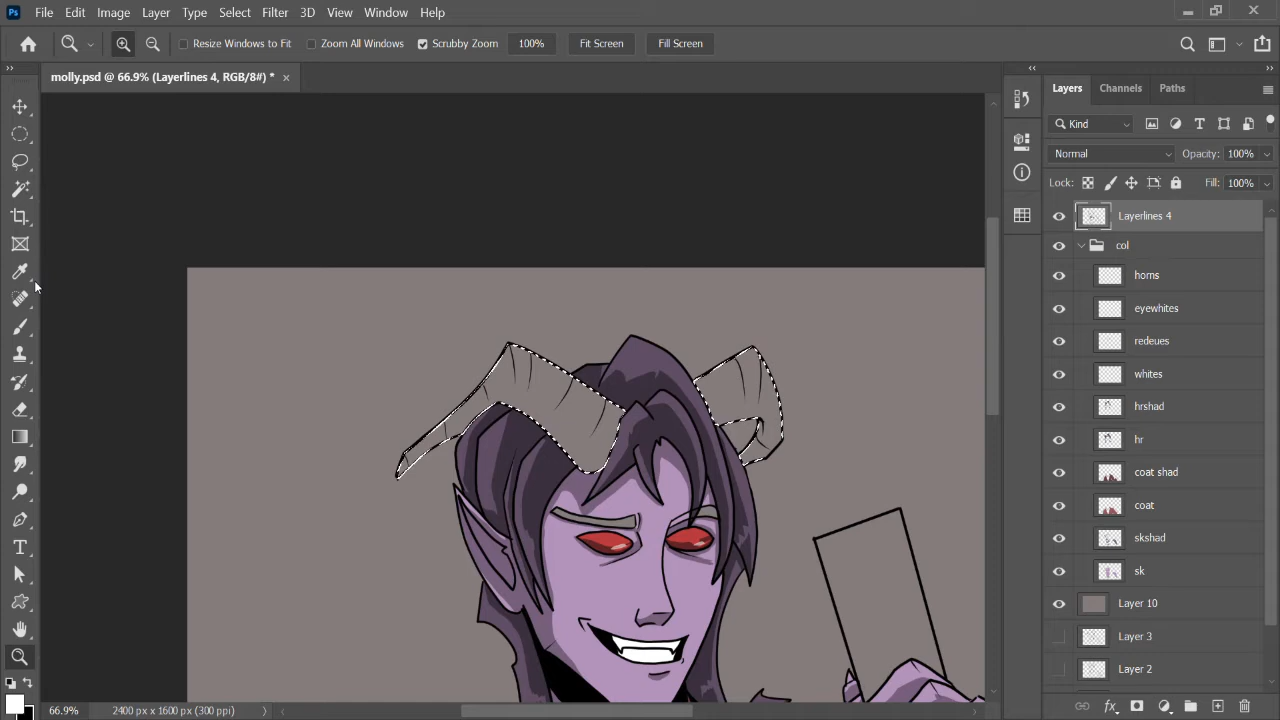 Ps File Edit Image Layer Type Select Filter 3D View Window Help
Resize Windows to Fit Zoom All Windows Scrubby Zoom 100% Fit Screen Fill Screen
molly.psd @ 66.9% (Layerlines 4, RGB/8#) *
Layers Channels Paths
Kind
Normal Opacity: 100%
Lock: Fill: 100%
Layerlines 4
col
horns
eyewhites
redeues
whites
hrshad
hr
coat shad
coat
skshad
sk
Layer 10
Layer 3
Layer 2
66.9% 2400 px x 1600 px (300 ppi)